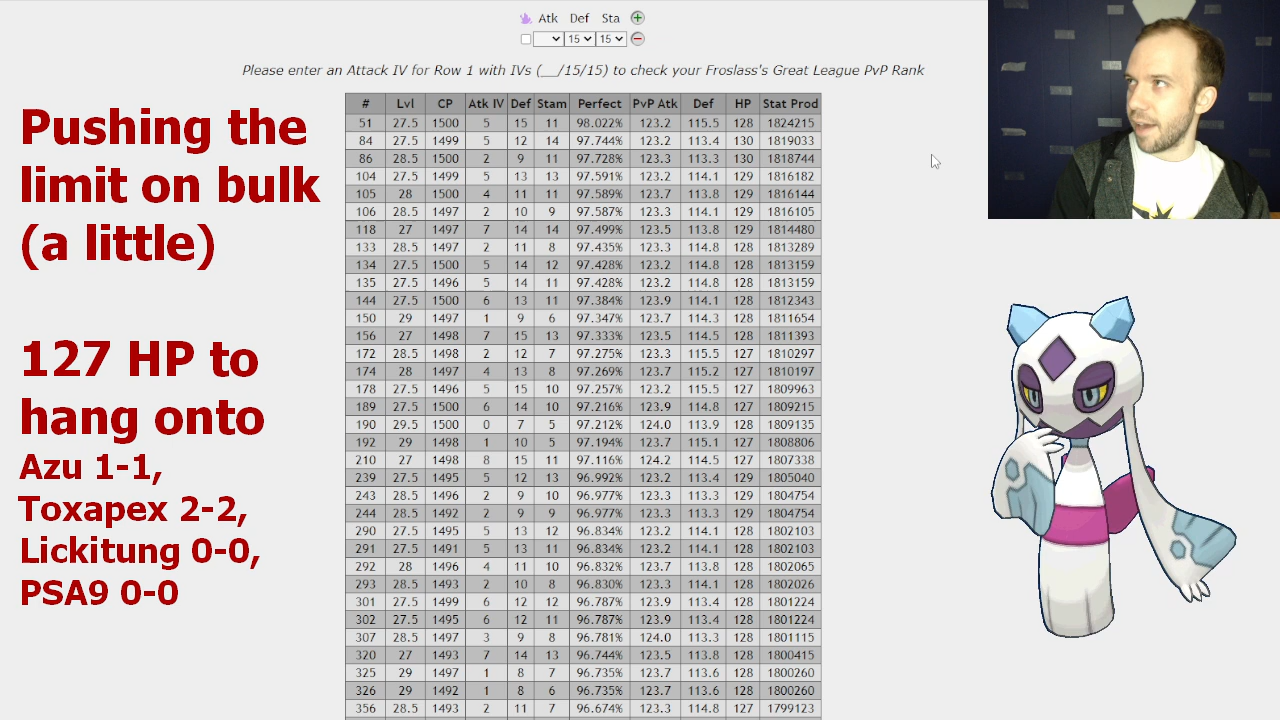 Atk Def Sta
15 15
Please enter an Attack IV for Row 1 with IVs (__/15/15) to check your Froslass's Great League PvP Rank
Pushing the
limit on bulk
(a little)
127 HP to
hang onto
Azu 1-1,
Toxapex 2-2,
Lickitung 0-0,
PSA9 0-0
# Lvl CP Atk IV Def Stam Perfect PvP Atk Def HP Stat Prod
51 27.5 1500 5 15 11 98.022% 123.2 115.5 128 1824215
84 27.5 1499 5 12 14 97.744% 123.2 113.4 130 1819033
86 28.5 1500 2 9 11 97.728% 123.3 113.3 130 1818744
104 27.5 1499 5 13 13 97.591% 123.2 114.1 129 1816182
105 28 1500 4 11 11 97.589% 123.7 113.8 129 1816144
106 28.5 1497 2 10 9 97.587% 123.3 114.1 129 1816105
118 27 1497 7 14 14 97.499% 123.5 113.8 129 1814480
133 28.5 1497 2 11 8 97.435% 123.3 114.8 128 1813289
134 27.5 1500 5 14 12 97.428% 123.2 114.8 128 1813159
135 27.5 1496 5 14 11 97.428% 123.2 114.8 128 1813159
144 27.5 1500 6 13 11 97.384% 123.9 114.1 128 1812343
150 29 1497 1 9 6 97.347% 123.7 114.3 128 1811654
156 27 1498 7 15 13 97.333% 123.5 114.5 128 1811393
172 28.5 1498 2 12 7 97.275% 123.3 115.5 127 1810297
174 28 1497 4 13 8 97.269% 123.7 115.2 127 1810197
178 27.5 1496 5 15 10 97.257% 123.2 115.5 127 1809963
189 27.5 1500 6 14 10 97.216% 123.9 114.8 127 1809215
190 29.5 1500 0 7 5 97.212% 124.0 113.9 128 1809135
192 29 1498 1 10 5 97.194% 123.7 115.1 127 1808806
210 27 1498 8 15 11 97.116% 124.2 114.5 127 1807338
239 27.5 1495 5 12 13 96.992% 123.2 113.4 129 1805040
243 28.5 1496 2 9 10 96.977% 123.3 113.3 129 1804754
244 28.5 1492 2 9 9 96.977% 123.3 113.3 129 1804754
290 27.5 1495 5 13 12 96.834% 123.2 114.1 128 1802103
291 27.5 1491 5 13 11 96.834% 123.2 114.1 128 1802103
292 28 1496 4 11 10 96.832% 123.7 113.8 128 1802065
293 28.5 1493 2 10 8 96.830% 123.3 114.1 128 1802026
301 27.5 1499 6 12 12 96.787% 123.9 113.4 128 1801224
302 27.5 1495 6 12 11 96.787% 123.9 113.4 128 1801224
307 28.5 1497 3 9 8 96.781% 124.0 113.3 128 1801115
320 27 1493 7 14 13 96.744% 123.5 113.8 128 1800415
325 29 1497 1 8 7 96.735% 123.7 113.6 128 1800260
326 29 1492 1 8 6 96.735% 123.7 113.6 128 1800260
356 28.5 1493 2 11 7 96.674% 123.3 114.8 127 1799123